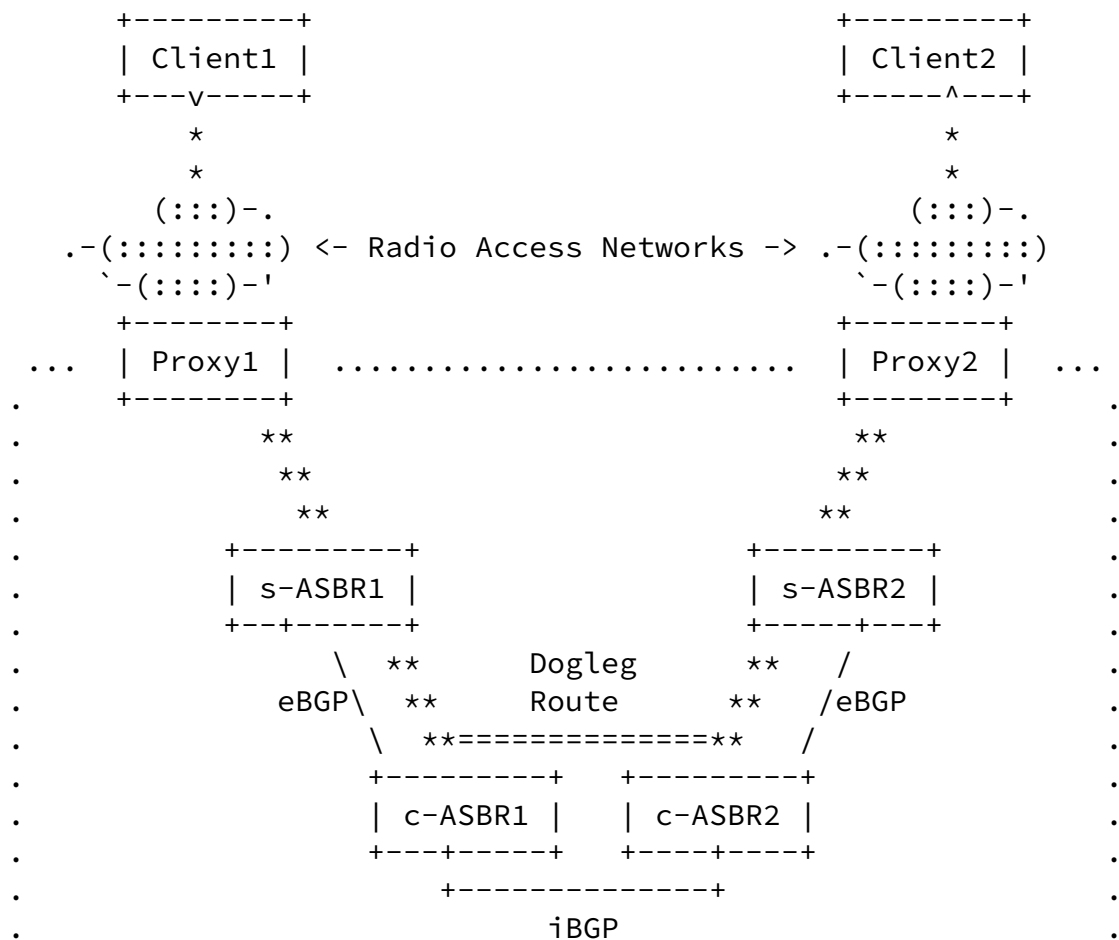 +---------+                             +---------+
| Client1 |                             | Client2 |
+---v-----+                             +-----^---+
*                                         *
*                                         *
(:::)-.                                   (:::)-.
.-(:::::::::) <- Radio Access Networks -> .-(:::::::::)
`-(::::)-'                                `-(::::)-'
+--------+                              +--------+
...  | Proxy1 |  ..........................  | Proxy2 |  ...
.     +--------+                              +--------+     .
.             **                               **            .
.              **                             **             .
.               **                           **              .
.           +---------+                  +---------+         .
.           | s-ASBR1 |                  | s-ASBR2 |         .
.           +--+------+                  +-----+---+         .
.                 \  **      Dogleg      **   /              .
.              eBGP\  **     Route      **   /eBGP           .
.                   \  **==============**   /                .
.                   +---------+   +---------+                .
.                   | c-ASBR1 |   | c-ASBR2 |                .
.                   +---+-----+   +----+----+                .
.                       +--------------+                     .
.                             iBGP                           .